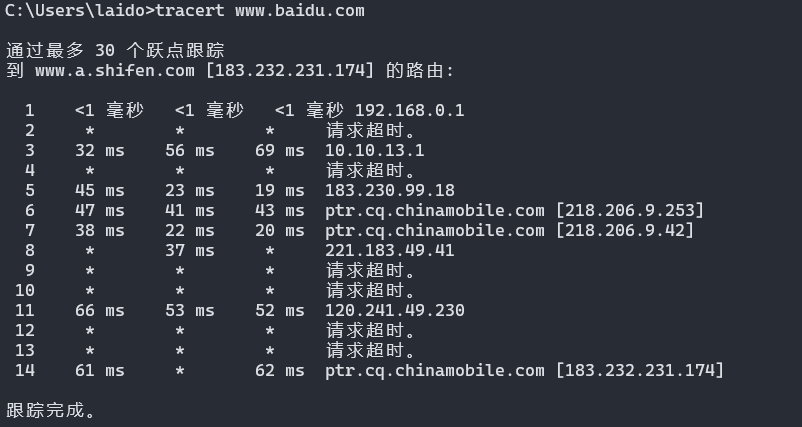 C:\Users\laido>tracert www.baidu.com
通过最多 30 个跃点跟踪
到 www.a.shifen.com [183.232.231.174] 的路由:
1 <1 毫秒 <1 毫秒 <1 毫秒 192.168.0.1
2 * * * 请求超时。
3 32 ms 56 ms 69 ms 10.10.13.1
4 * * * 请求超时。
5 45 ms 23 ms 19 ms 183.230.99.18
6 47 ms 41 ms 43 ms ptr.cq.chinamobile.com [218.206.9.253]
7 38 ms 22 ms 20 ms ptr.cq.chinamobile.com [218.206.9.42]
8 * 37 ms * 221.183.49.41
9 * * * 请求超时。
10 * * * 请求超时。
11 66 ms 53 ms 52 ms 120.241.49.230
12 * * * 请求超时。
13 * * * 请求超时。
14 61 ms * 62 ms ptr.cq.chinamobile.com [183.232.231.174]
跟踪完成。